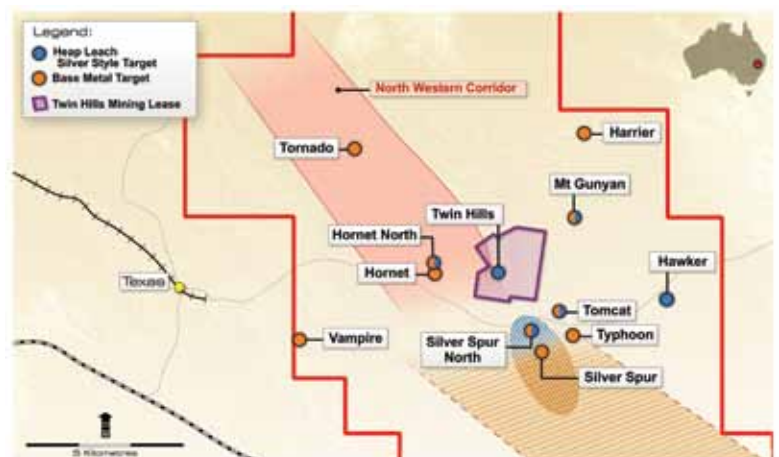 Legend:
Heap Leach
Silver Style Target
Base Metal Target
Twin Hills Mining Lease
North Western Corridor
Harrier
Tornado
Mt Gunyan
Twin Hills
Hornet North
Hornet
Hawker
Texas
Tomcat
Vampire
Silver Spur
North
Typhoon
Silver Spur
5 Kilometres